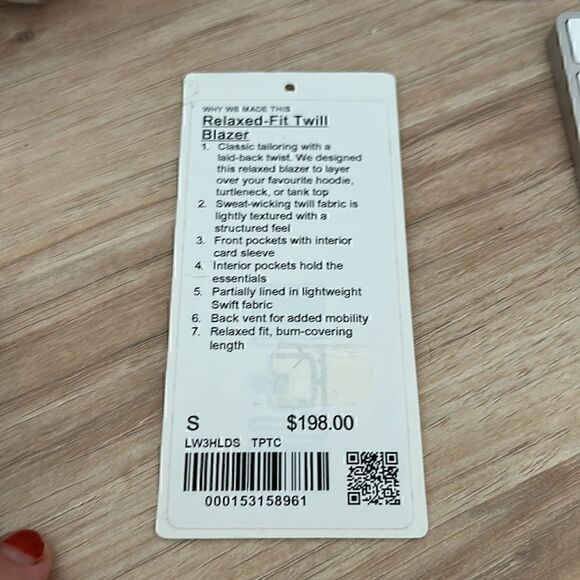 WHY WE MADE THIS
Relaxed-Fit Twill
Blazer
1. Classic tailoring with a
laid-back twist. We designed
this relaxed blazer to layer
over your favourite hoodie,
turtleneck, or tank top
2. Sweat-wicking twill fabric is
lightly textured with a
structured feel
3. Front pockets with interior
card sleeve
4. Interior pockets hold the
essentials
5. Partially lined in lightweight
Swift fabric
6. Back vent for added mobility
7. Relaxed fit, bum-covering
length
S $198.00
LW3HLDS TPTC
000153158961